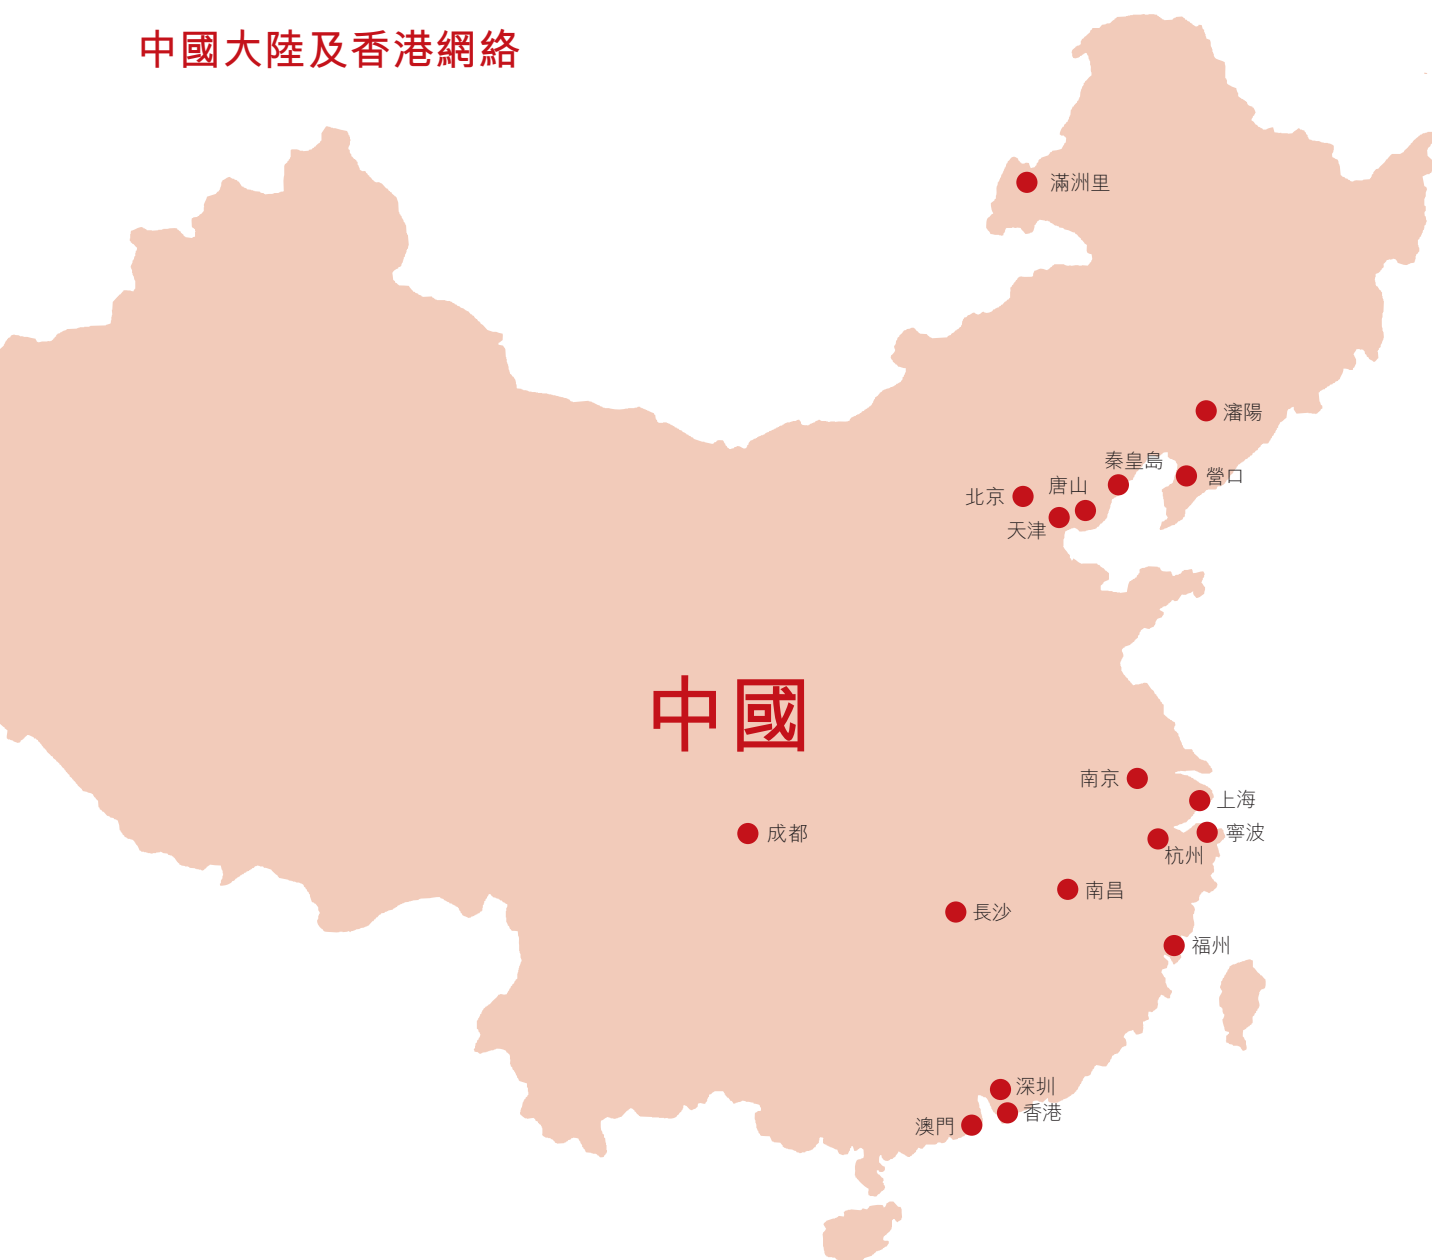 中國大陸及香港網絡
滿洲里
瀋陽
秦皇島
營口
唐山
北京
天津
中國
南京
上海
寧波
成都
杭州
南昌
長沙
福州
深圳
香港
澳門